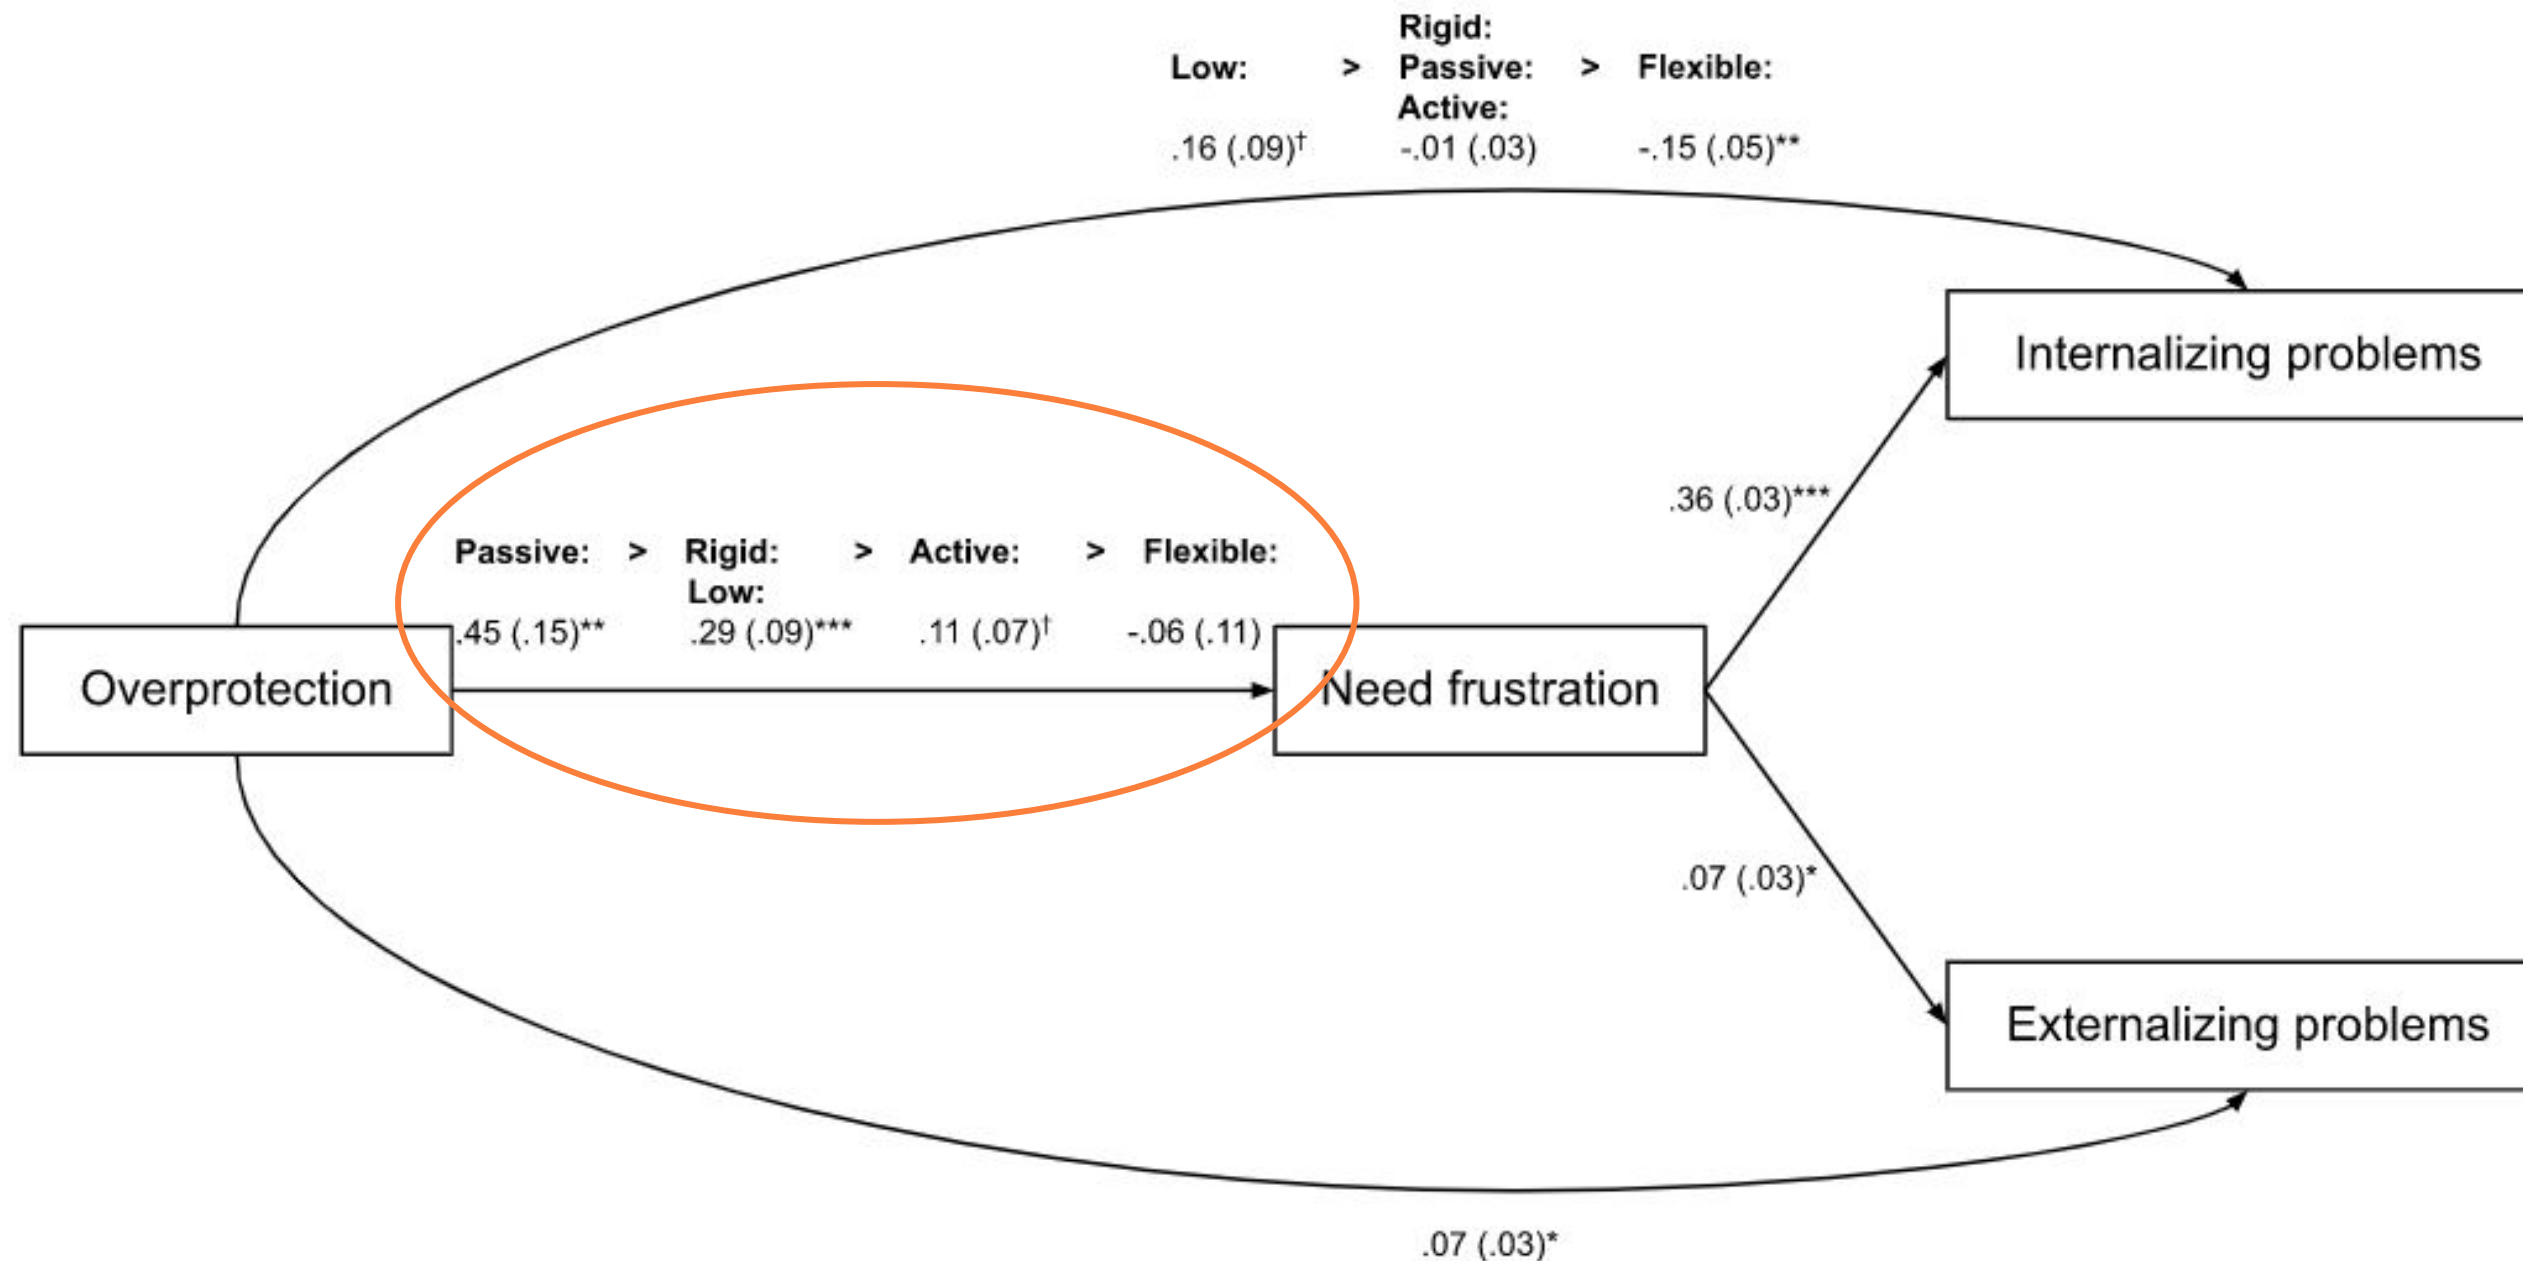 Rigid:
Low: > Passive: > Flexible:
Active:
.16 (.09)† -.01 (.03) -.15 (.05)**
Internalizing problems
.36 (.03)***
Passive: > Rigid: > Active: > Flexible:
Low:
.45 (.15)** .29 (.09)*** .11 (.07)† -.06 (.11)
Overprotection
Need frustration
.07 (.03)*
Externalizing problems
.07 (.03)*